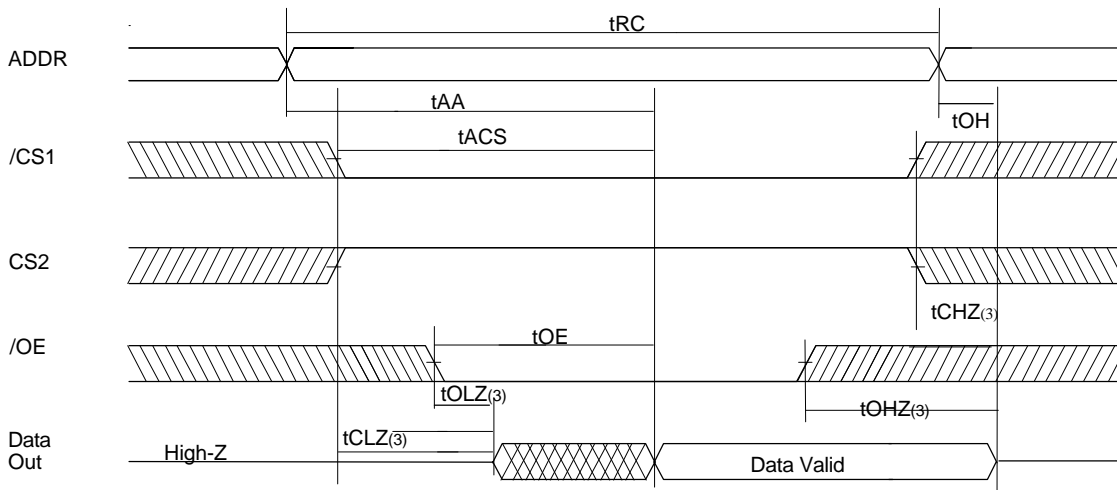 tRC
ADDR
tAA
tOH
tACS
/CS1
CS2
tCHZ(3)
tOE
/OE
tOLZ(3)
tOHZ(3)
tCLZ(3)
Data
Out
High-Z
Data Valid